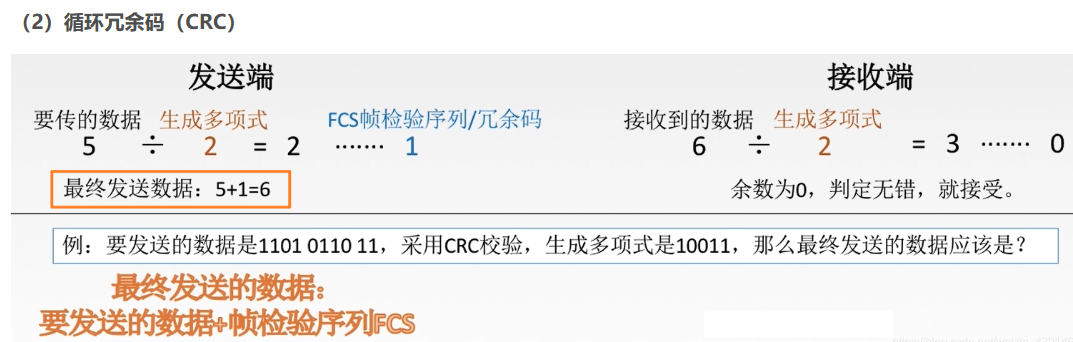 （2）循环冗余码（CRC）
发送端
接收端
要传的数据 生成多项式 FCS帧检验序列/冗余码
5 ÷ 2 = 2 ······· 1
接收到的数据 生成多项式
6 ÷ 2 = 3 ······· 0
最终发送数据：5+1=6
余数为0，判定无错，就接受。
例：要发送的数据是1101 0110 11，采用CRC校验，生成多项式是10011，那么最终发送的数据应该是？
最终发送的数据：
要发送的数据+帧检验序列FCS